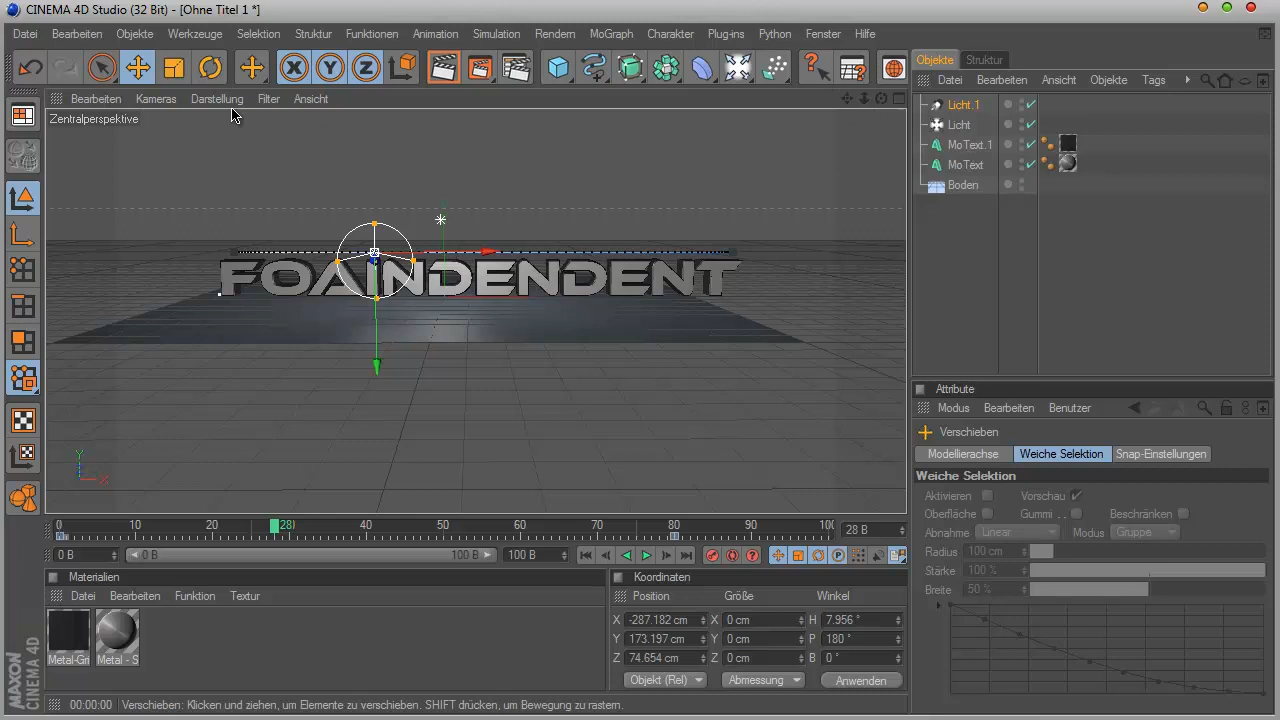 CINEMA 4D Studio (32 Bit) - [Ohne Titel 1 *]
Datei Bearbeiten Objekte Werkzeuge Selektion Struktur Funktionen Animation Simulation Rendern MoGraph Charakter Plug-ins Python Fenster Hilfe
X Y Z
Objekte Struktur
Datei Bearbeiten Ansicht Objekte Tags
Bearbeiten Kameras Darstellung Filter Ansicht
Zentralperspektive
Licht.1
Licht
MoText.1
MoText
Boden
FOAINDENDENT
Y
X
Attribute
Modus Bearbeiten Benutzer
Verschieben
Modellierachse Weiche Selektion Snap-Einstellungen
Weiche Selektion
Aktivieren Vorschau
Oberfläche Gummi . . Beschränken
Abnahme Linear Modus Gruppe
Radius 100 cm
Stärke 100 %
Breite 50 %
0 10 20 28 40 50 60 70 80 90 100 28 B
0 B 0 B 100 B 100 B
Materialien
Datei Bearbeiten Funktion Textur
Metal-Gri Metal - S
Koordinaten
Position Größe Winkel
X -287.182 cm X 0 cm H 7.956 °
Y 173.197 cm Y 0 cm P 180 °
Z 74.654 cm Z 0 cm B 0 °
Objekt (Rel) Abmessung Anwenden
MAXON
CINEMA 4D
00:00:00 Verschieben: Klicken und ziehen, um Elemente zu verschieben. SHIFT drücken, um Bewegung zu rastern.